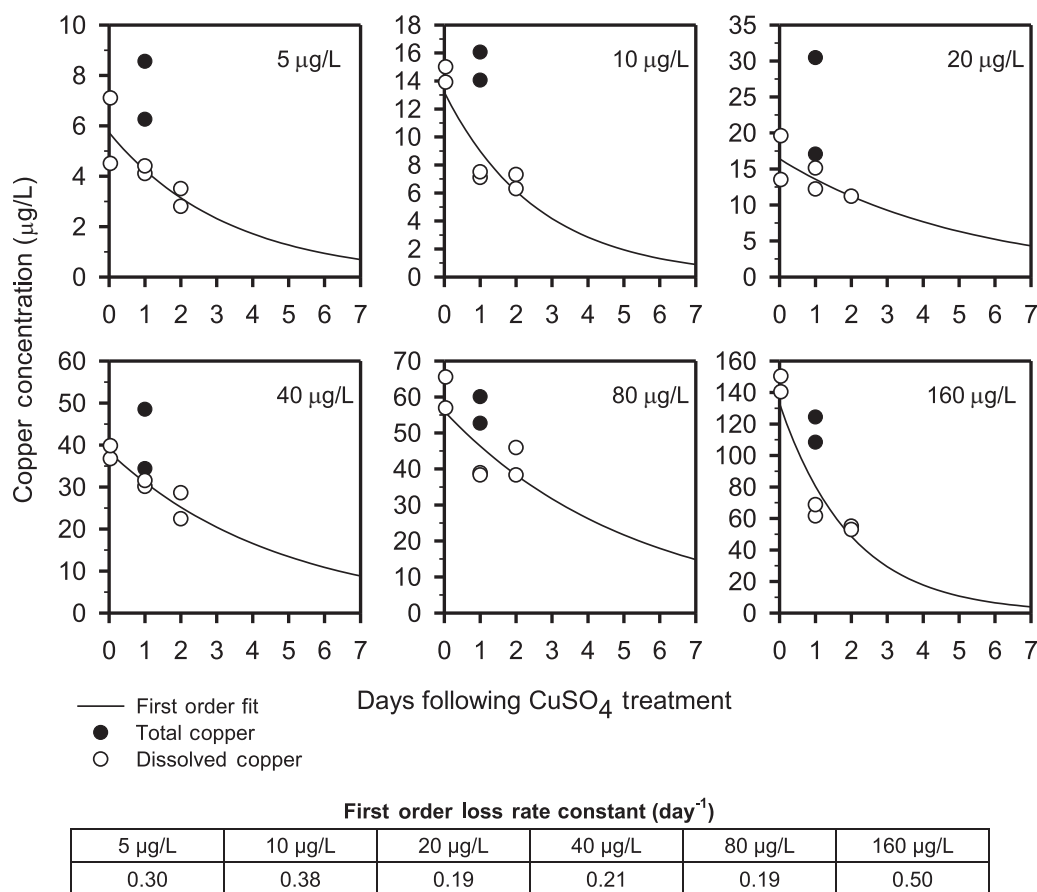 10
8
6
4
2
0
0 1 2 3 4 5 6 7
5 µg/L
18
16
14
12
10
8
6
4
2
0
0 1 2 3 4 5 6 7
10 µg/L
35
30
25
20
15
10
5
0
0 1 2 3 4 5 6 7
20 µg/L
Copper concentration (µg/L)
60
50
40
30
20
10
0
0 1 2 3 4 5 6 7
40 µg/L
70
60
50
40
30
20
10
0
0 1 2 3 4 5 6 7
80 µg/L
160
140
120
100
80
60
40
20
0
0 1 2 3 4 5 6 7
160 µg/L
Days following CuSO4 treatment
First order fit
Total copper
Dissolved copper
First order loss rate constant (day-1)
5 µg/L 10 µg/L 20 µg/L 40 µg/L 80 µg/L 160 µg/L
0.30 0.38 0.19 0.21 0.19 0.50